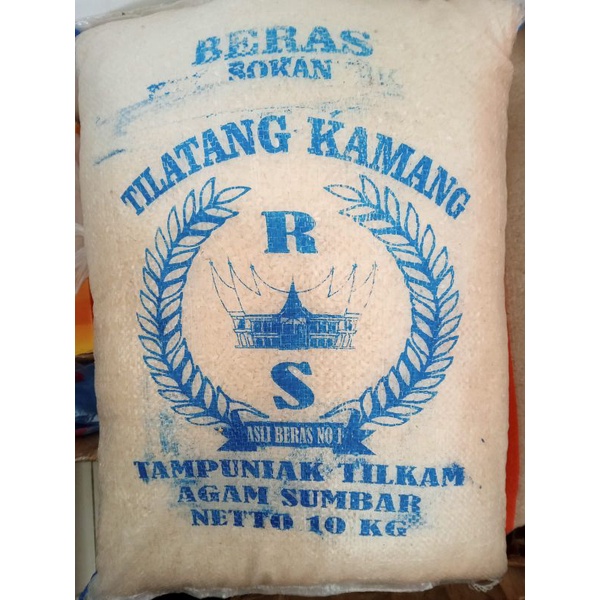 BERAS
SOKAN
TILATANG KAMANG
R
S
ASLI BERAS NO 1
TAMPUNIAK TILKAM
AGAM SUMBAR
NETTO 10 KG